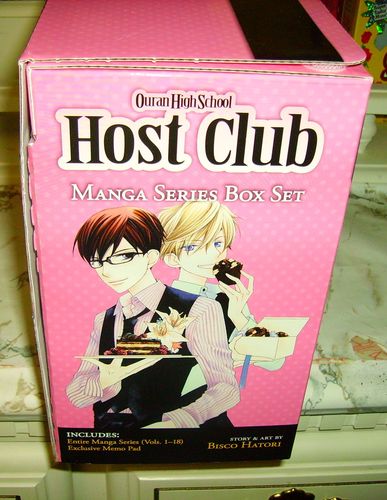 Ouran High School
Host Club
Manga Series Box Set
INCLUDES:
Entire Manga Series (Vols. 1–18)
Exclusive Memo Pad
STORY & ART BY
Bisco Hatori